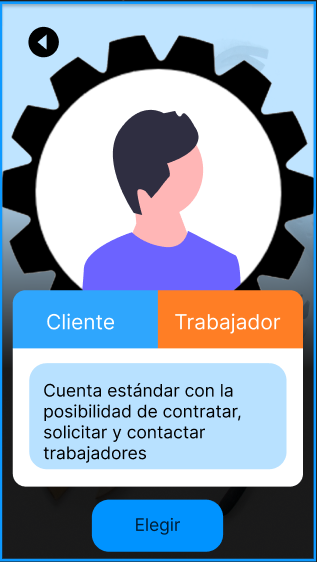 Cliente
Trabajador
Cuenta estándar con la
posibilidad de contratar,
solicitar y contactar
trabajadores
Elegir